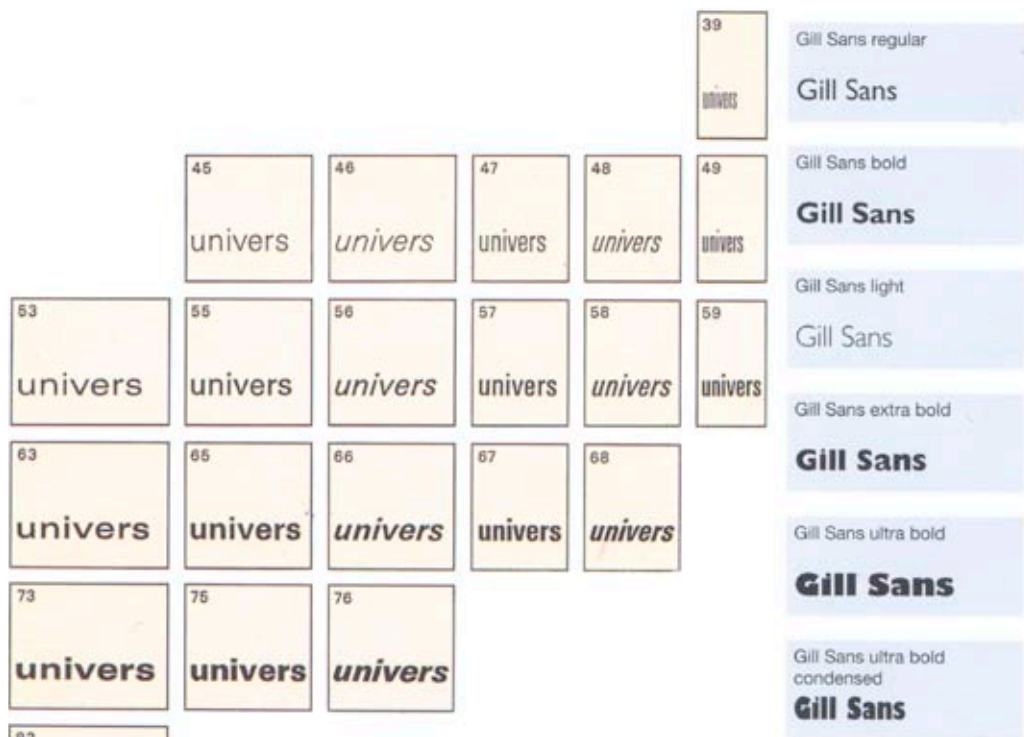 39
univers
45
univers
46
univers
47
univers
48
univers
49
univers
53
univers
55
univers
56
univers
57
univers
58
univers
59
univers
63
univers
65
univers
66
univers
67
univers
68
univers
73
univers
75
univers
76
univers
Gill Sans regular
Gill Sans
Gill Sans bold
Gill Sans
Gill Sans light
Gill Sans
Gill Sans extra bold
Gill Sans
Gill Sans ultra bold
Gill Sans
Gill Sans ultra bold
condensed
Gill Sans